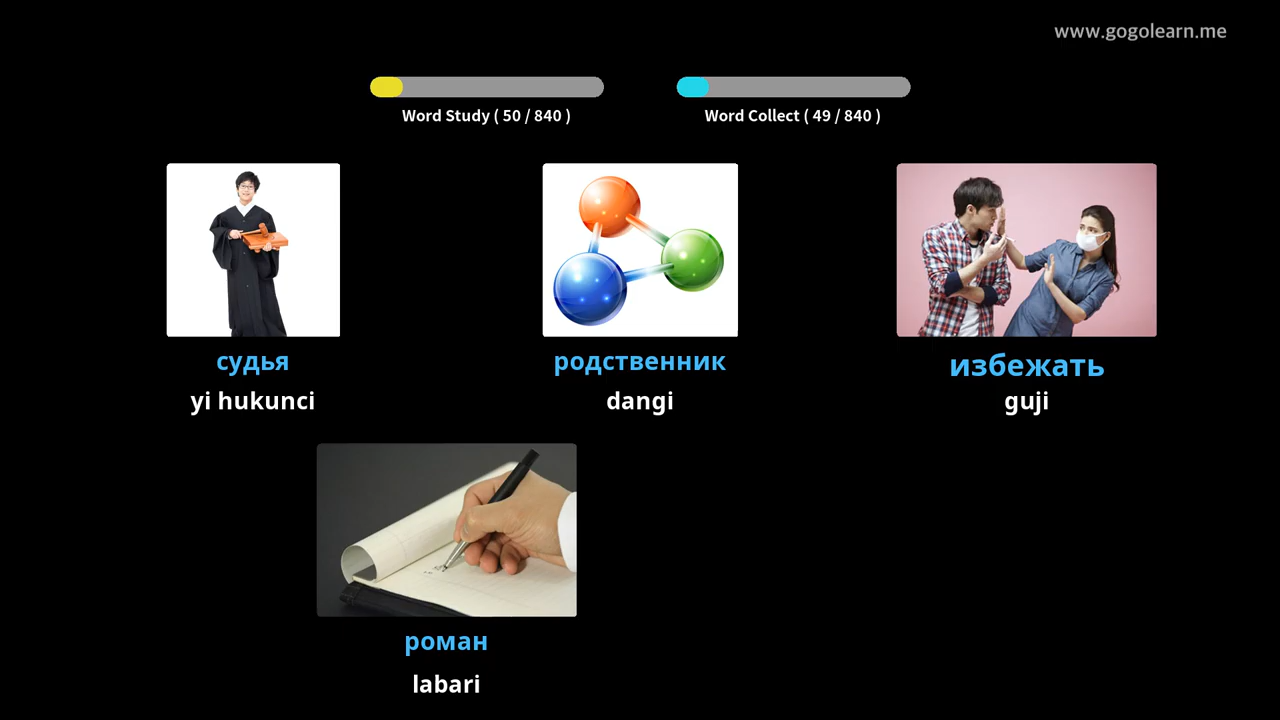 www.gogolearn.me
Word Study ( 50 / 840 )
Word Collect ( 49 / 840 )
судья
yi hukunci
родственник
dangi
избежать
guji
роман
labari